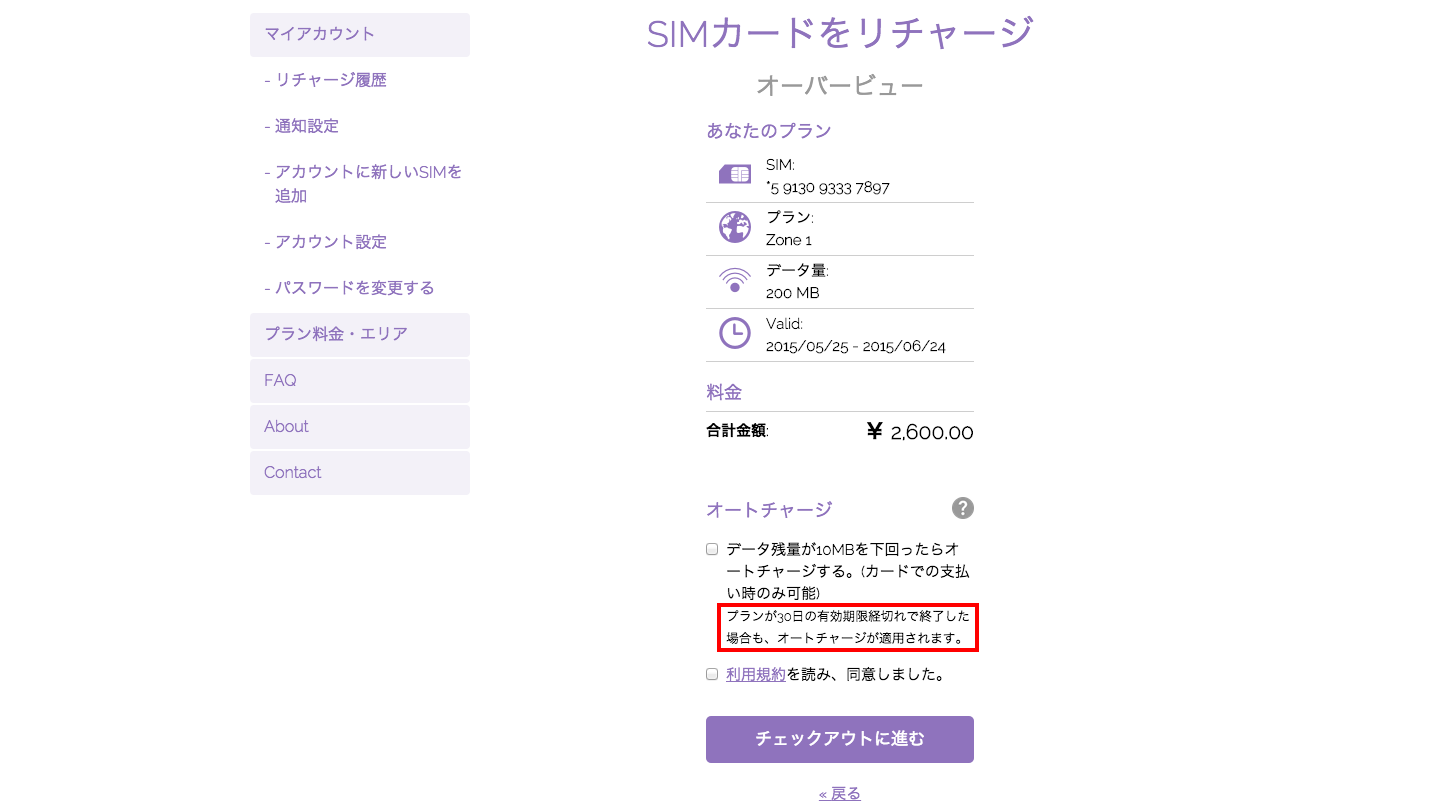 マイアカウント
- リチャージ履歴
- 通知設定
- アカウントに新しいSIMを
追加
- アカウント設定
- パスワードを変更する
プラン料金・エリア
FAQ
About
Contact
SIMカードをリチャージ
オーバービュー
あなたのプラン
SIM:
*5 9130 9333 7897
プラン:
Zone 1
データ量:
200 MB
Valid:
2015/05/25 - 2015/06/24
料金
合計金額: ¥ 2,600.00
オートチャージ ?
データ残量が10MBを下回ったらオ
ートチャージする。(カードでの支払
い時のみ可能)
プランが30日の有効期限経切れで終了した
場合も、オートチャージが適用されます。
利用規約を読み、同意しました。
チェックアウトに進む
« 戻る